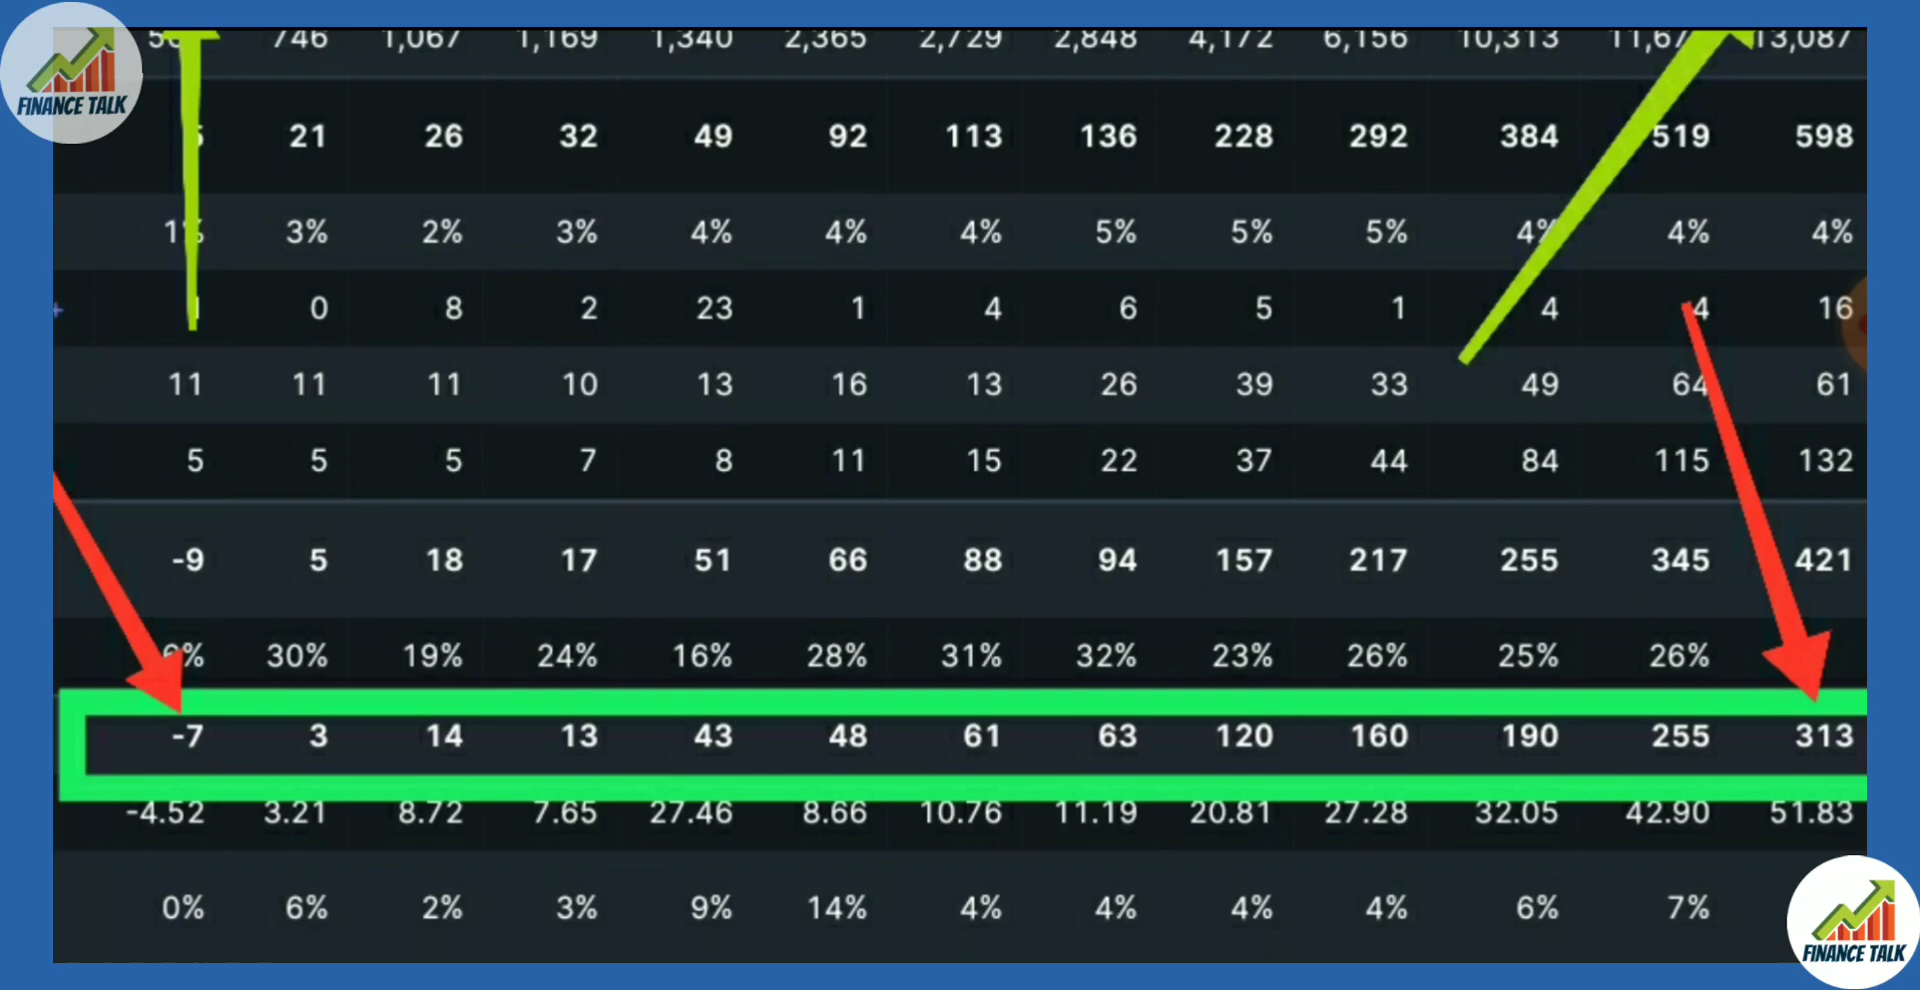 FINANCE TALK
746 1,067 1,169 1,340 2,365 2,729 2,848 4,172 6,156 10,313 13,087
21 26 32 49 92 113 136 228 292 384 519 598
1% 3% 2% 3% 4% 4% 4% 5% 5% 5% 4% 4% 4%
0 8 2 23 1 4 6 5 1 4 4 16
11 11 11 10 13 16 13 26 39 33 49 64 61
5 5 5 7 8 11 15 22 37 44 84 115 132
-9 5 18 17 51 66 88 94 157 217 255 345 421
30% 19% 24% 16% 28% 31% 32% 23% 26% 25% 26%
-7 3 14 13 43 48 61 63 120 160 190 255 313
-4.52 3.21 8.72 7.65 27.46 8.66 10.76 11.19 20.81 27.28 32.05 42.90 51.83
0% 6% 2% 3% 9% 14% 4% 4% 4% 4% 6% 7%
FINANCE TALK